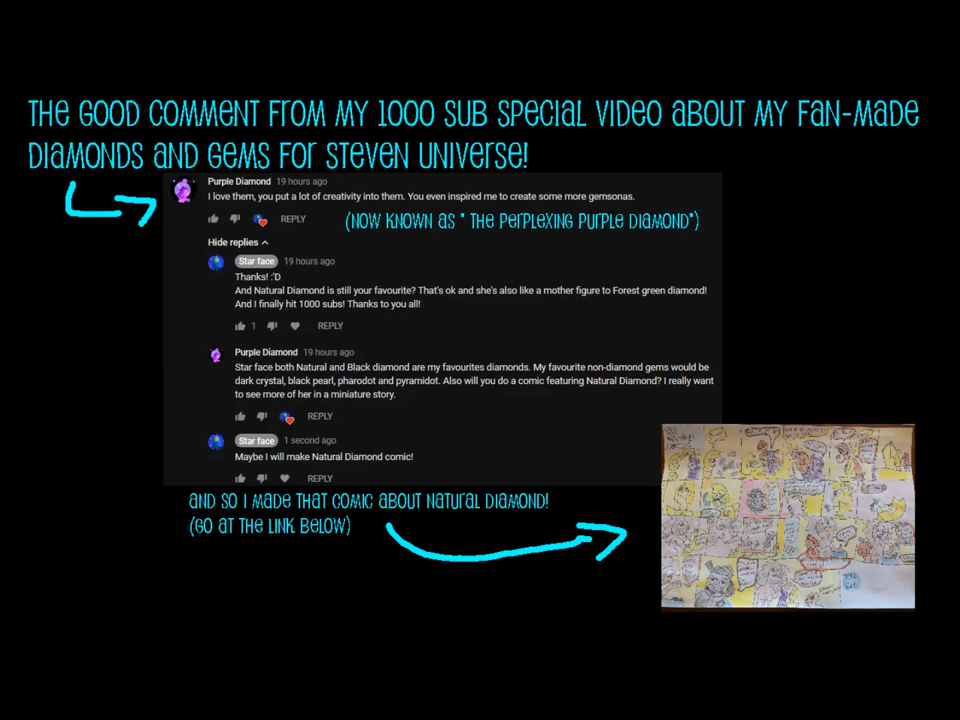 THE GOOD COMMENT FROM MY 1000 SUB SPECIAL VIDEO ABOUT MY FAN-MADE
DIAMONDS AND GEMS FOR STEVEN UNIVERSE!
Purple Diamond 19 hours ago
I love them, you put a lot of creativity into them. You even inspired me to create some more gemsonas.
REPLY
(NOW KNOWN AS " THE PERPLEXING PURPLE DIAMOND")
Hide replies
Star face 19 hours ago
Thanks! :'D
And Natural Diamond is still your favourite? That's ok and she's also like a mother figure to Forest green diamond!
And I finally hit 1000 subs! Thanks to you all!
1 REPLY
Purple Diamond 19 hours ago
Star face both Natural and Black diamond are my favourites diamonds. My favourite non-diamond gems would be
dark crystal, black pearl, pharodot and pyramidot. Also will you do a comic featuring Natural Diamond? I really want
to see more of her in a miniature story.
REPLY
Star face 1 second ago
Maybe I will make Natural Diamond comic!
REPLY
AND SO I MADE THAT COMIC ABOUT NATURAL DIAMOND!
(GO AT THE LINK BELOW)